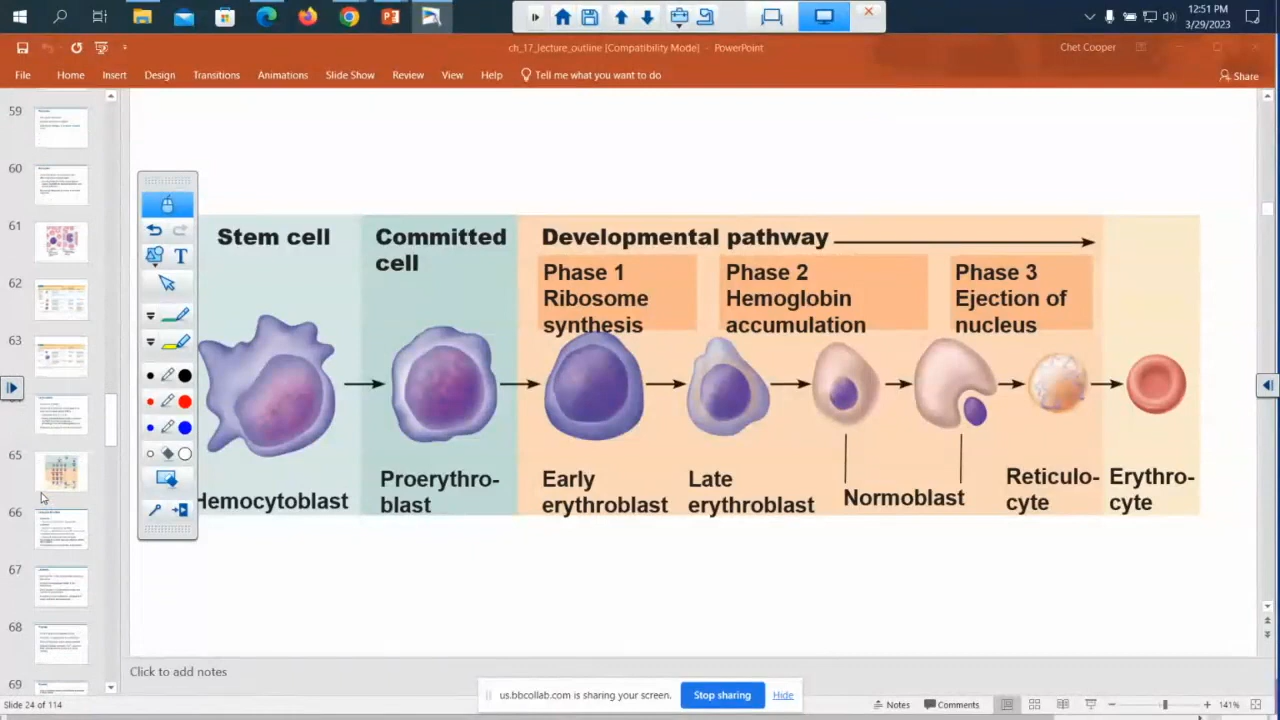 12:51 PM
3/29/2023
ch_17_lecture_outline [Compatibility Mode] - PowerPoint
Chet Cooper
File Home Insert Design Transitions Animations Slide Show Review View Help Tell me what you want to do
Share
59
60
61
62
63
64
65
66
67
68
69
T
Stem cell
Committed
cell
Developmental pathway
Phase 1
Ribosome
synthesis
Phase 2
Hemoglobin
accumulation
Phase 3
Ejection of
nucleus
Hemocytoblast
Proerythro-
blast
Early
erythroblast
Late
erythroblast
Normoblast
Reticulo-
cyte
Erythro-
cyte
Click to add notes
us.bbcollab.com is sharing your screen.
Stop sharing
Hide
Slide 24 of 114
Notes
Comments
141%